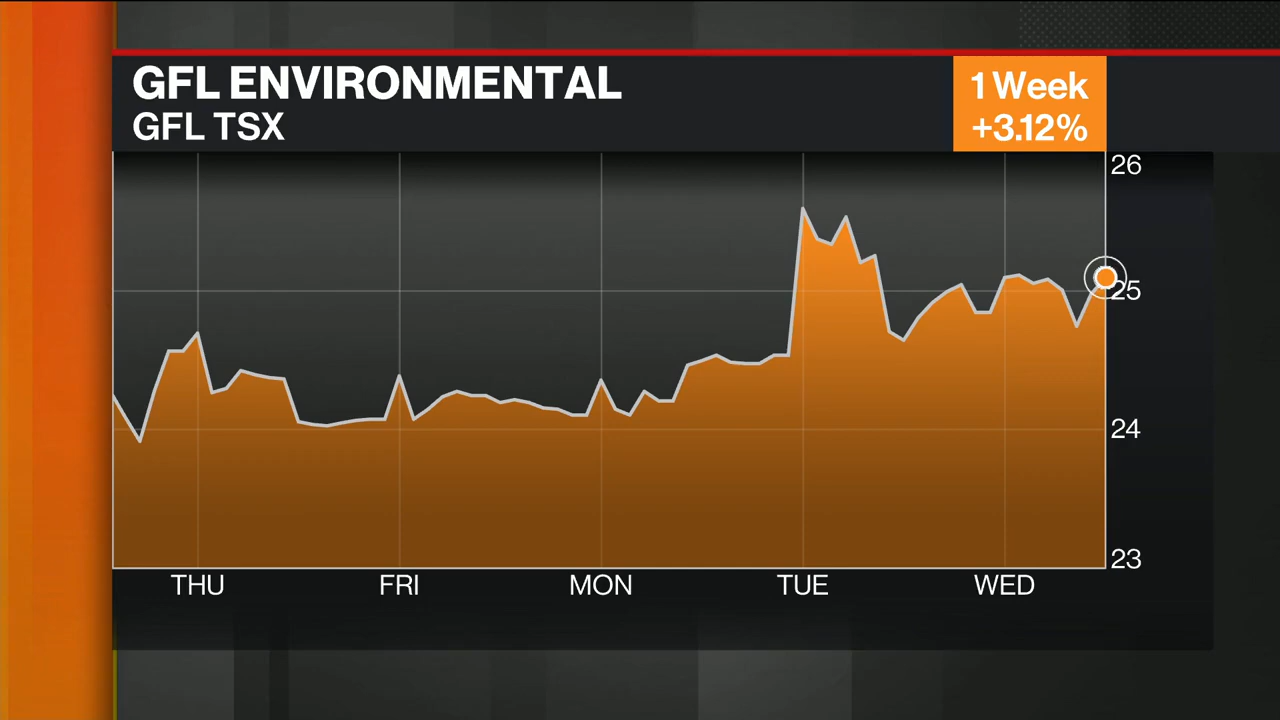 GFL ENVIRONMENTAL
GFL TSX
1 Week
+3.12%
26
25
24
23
THU FRI MON TUE WED